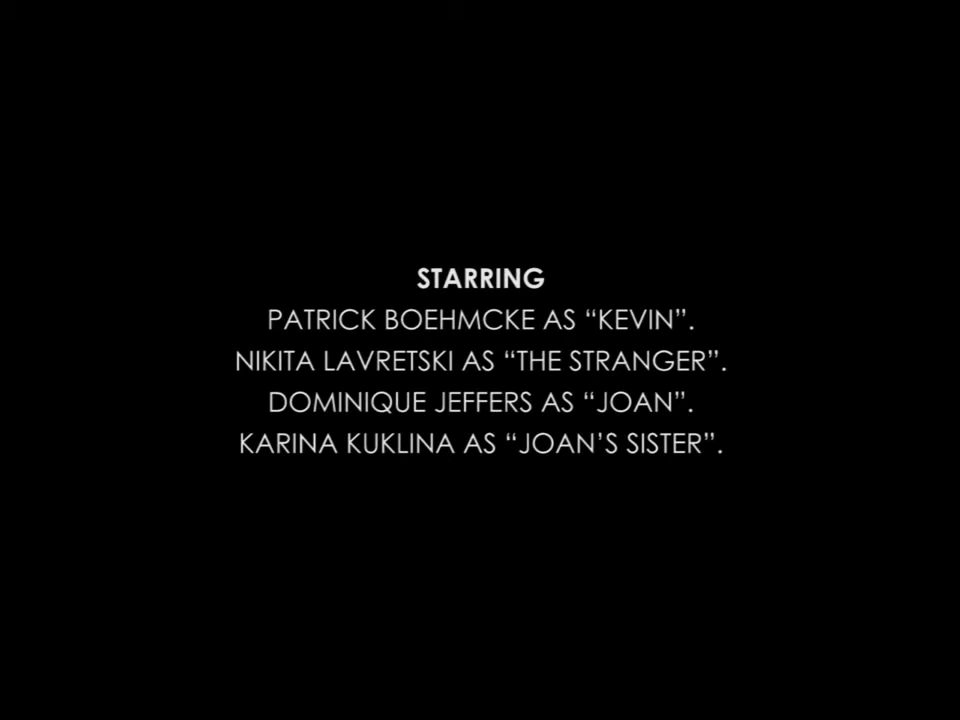 STARRING
PATRICK BOEHMCKE AS “KEVIN”.
NIKITA LAVRETSKI AS “THE STRANGER”.
DOMINIQUE JEFFERS AS “JOAN”.
KARINA KUKLINA AS “JOAN’S SISTER”.